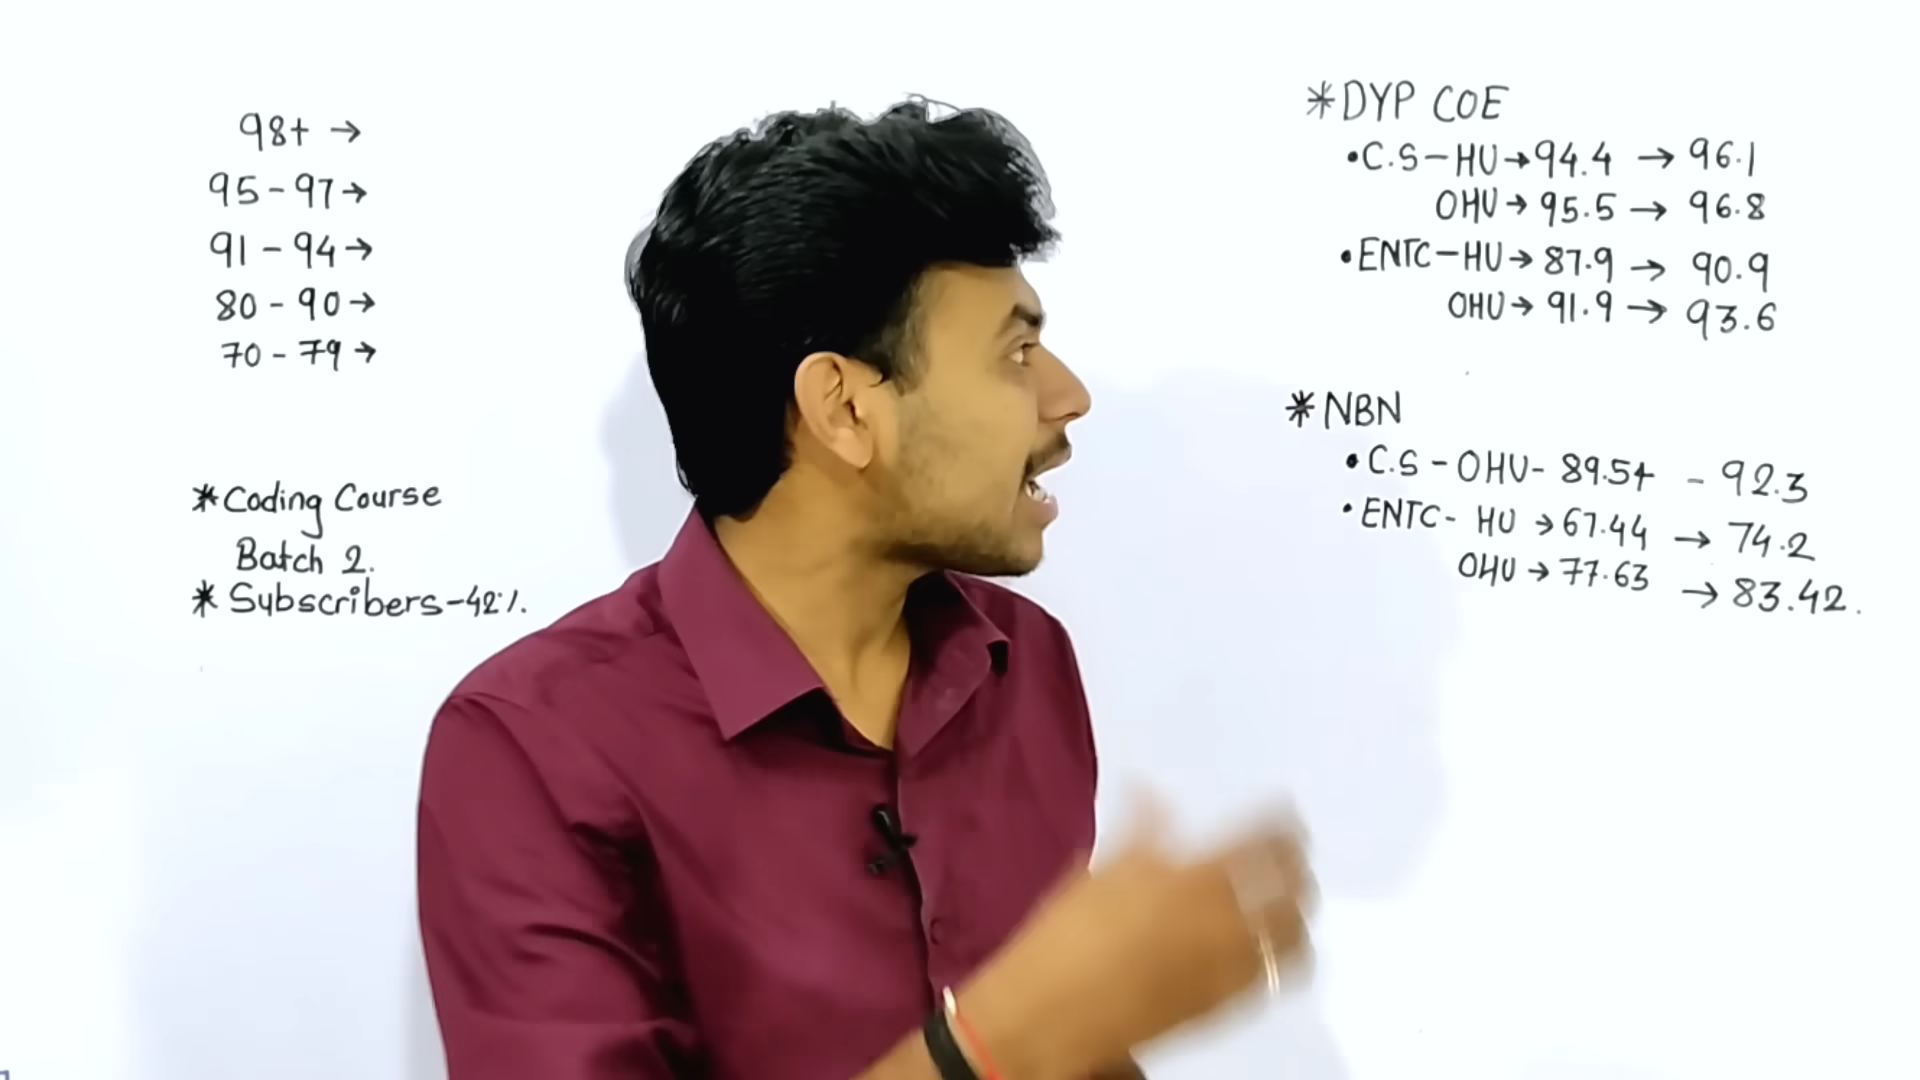 98+ →
95 - 97 →
91 - 94 →
80 - 90 →
70 - 79 →
* Coding Course
Batch 2.
* Subscribers-42%.
* DYP COE
• C.S - HU → 94.4 → 96.1
OHU → 95.5 → 96.8
• ENTC - HU → 87.9 → 90.9
OHU → 91.9 → 93.6
* NBN
• C.S - OHU - 89.54 - 92.3
• ENTC - HU → 67.44 → 74.2
OHU → 77.63 → 83.42.